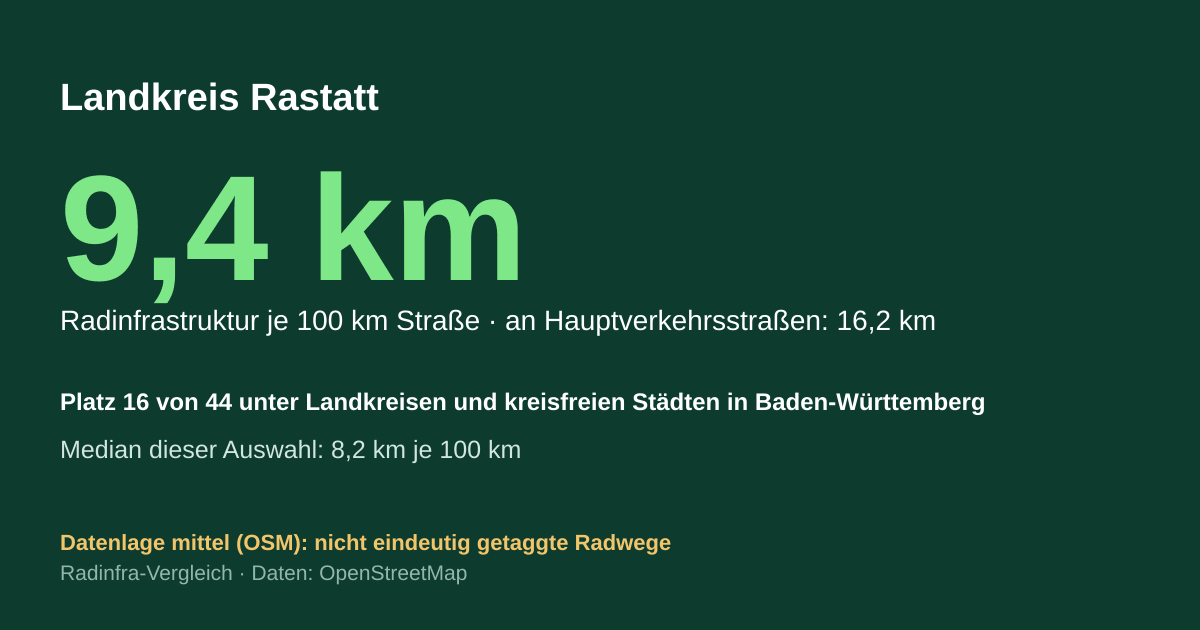 Landkreis Rastatt
9,4 km
Radinfrastruktur je 100 km Straße · an Hauptverkehrsstraßen: 16,2 km
Platz 16 von 44 unter Landkreisen und kreisfreien Städten in Baden-Württemberg
Median dieser Auswahl: 8,2 km je 100 km
Datenlage mittel (OSM): nicht eindeutig getaggte Radwege
Radinfra-Vergleich · Daten: OpenStreetMap